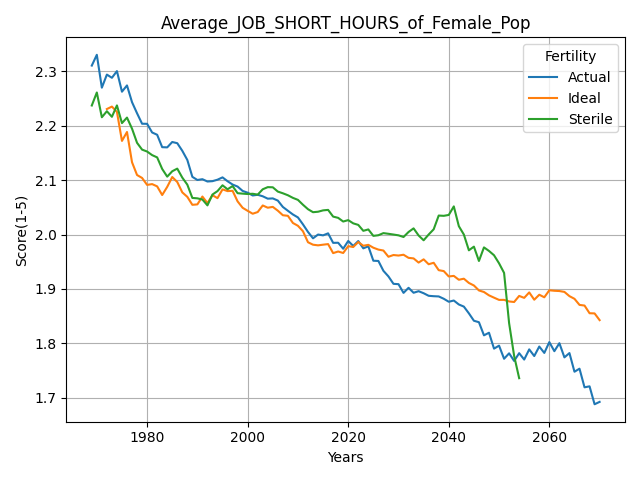 Average_JOB_SHORT_HOURS_of_Female_Pop
Fertility
Actual
Ideal
Sterile
Score(1-5)
2.3
2.2
2.1
2.0
1.9
1.8
1.7
1980
2000
2020
2040
2060
Years